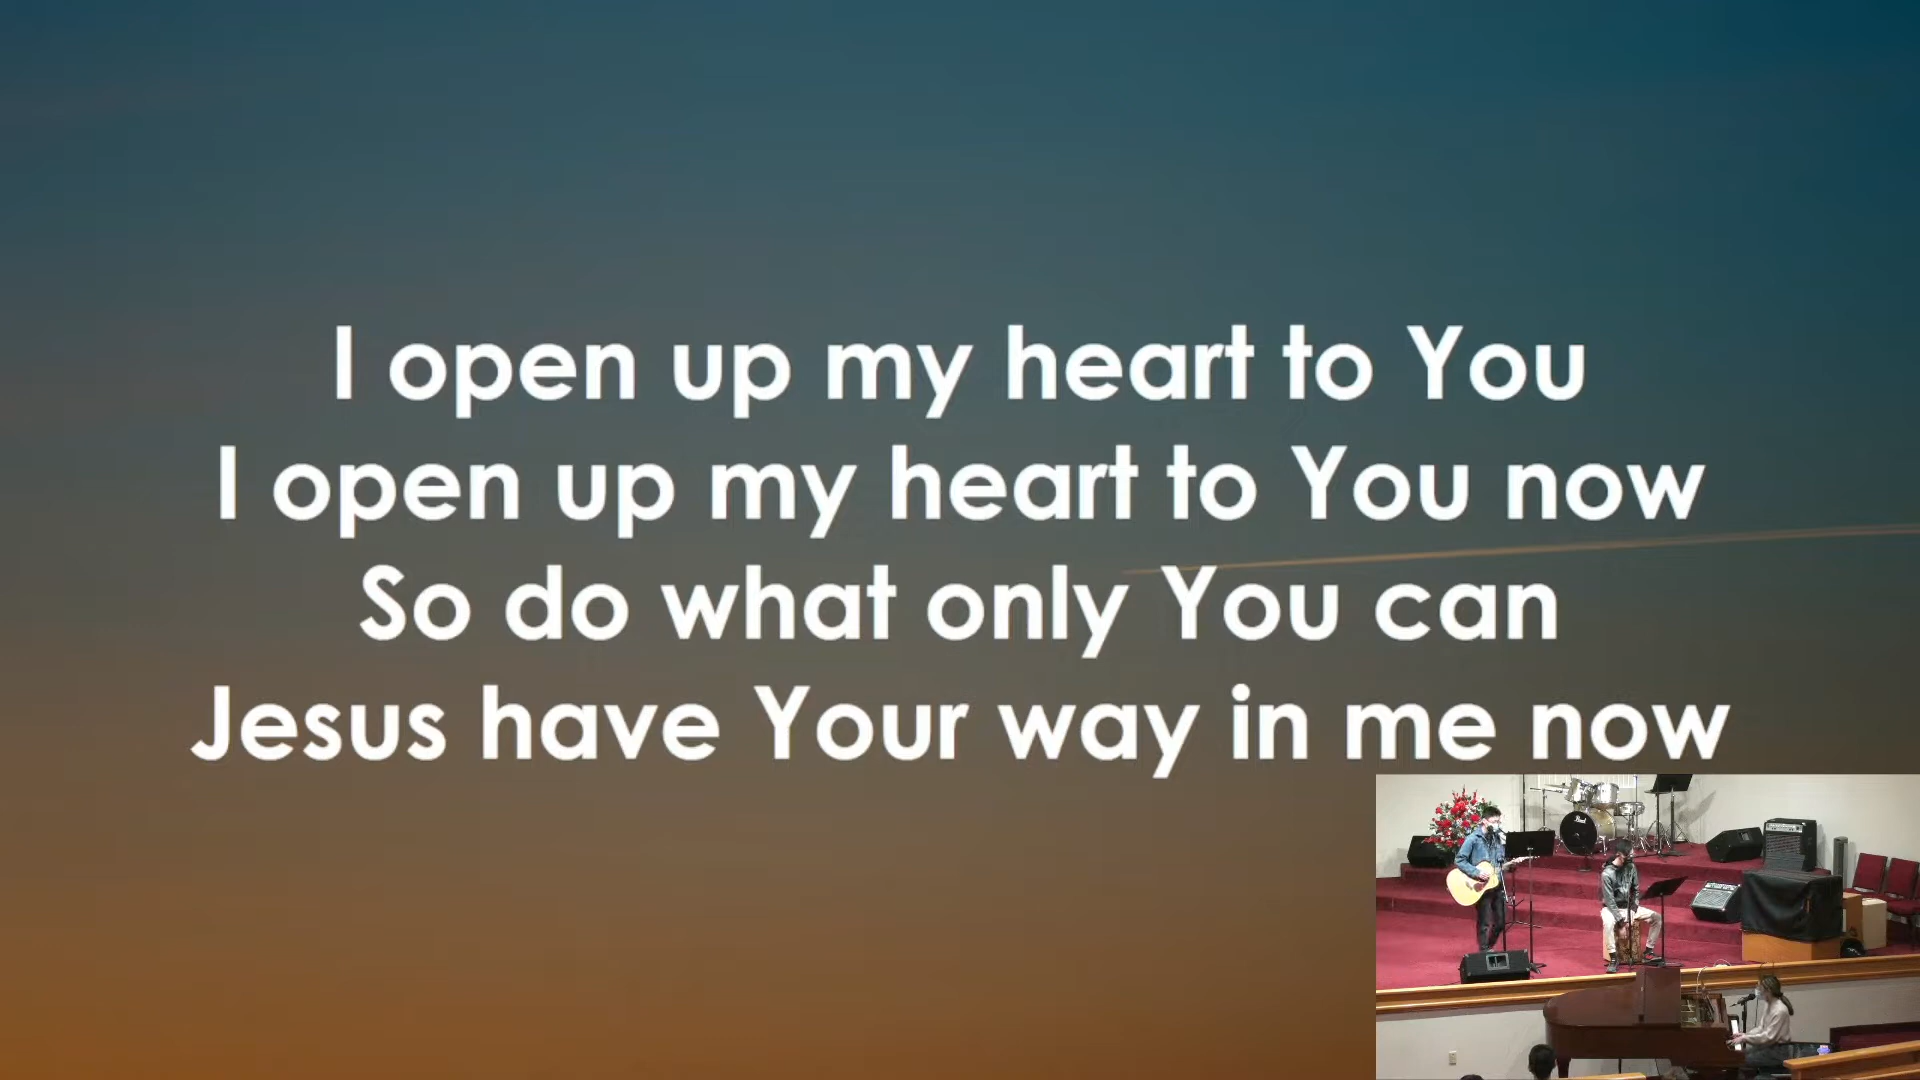 I open up my heart to You
I open up my heart to You now
So do what only You can
Jesus have Your way in me now